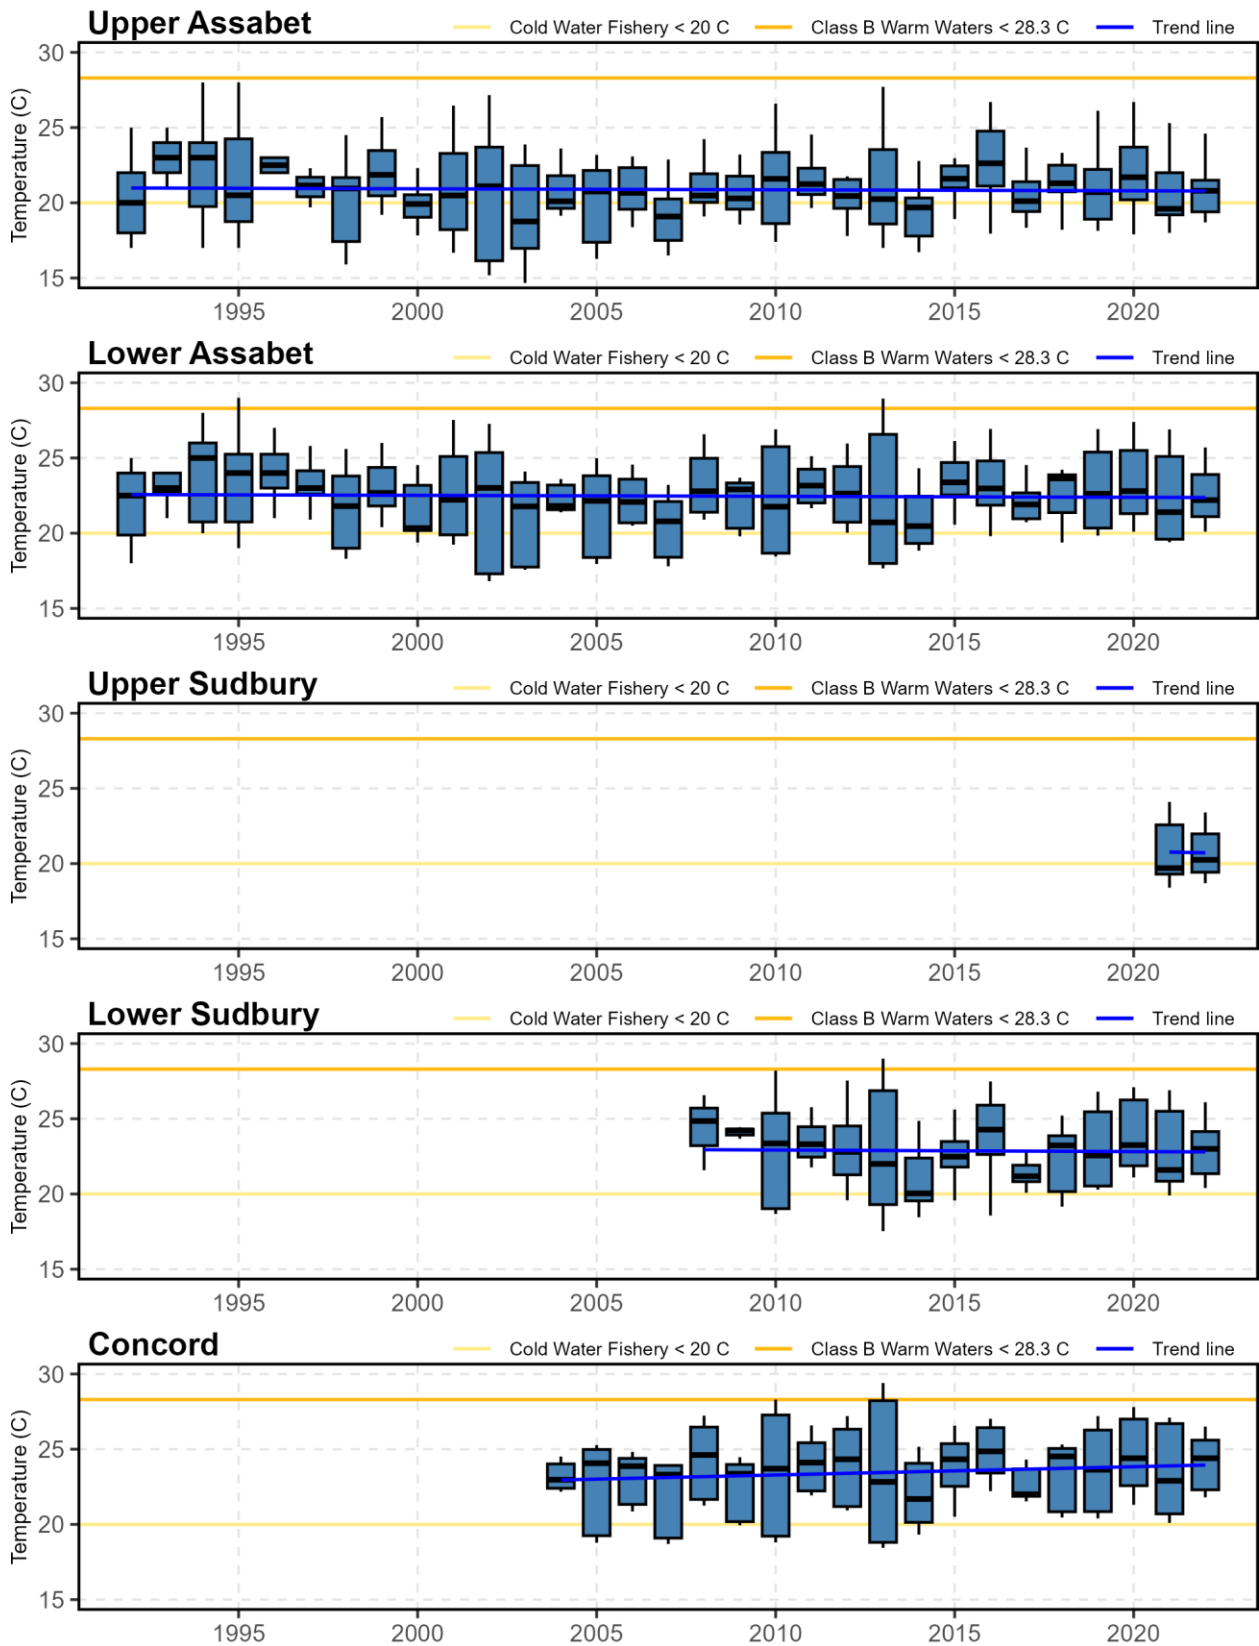 Upper Assabet
Cold Water Fishery < 20 C Class B Warm Waters < 28.3 C Trend line
Temperature (C)
30
25
20
15
1995 2000 2005 2010 2015 2020
Lower Assabet
Cold Water Fishery < 20 C Class B Warm Waters < 28.3 C Trend line
Temperature (C)
30
25
20
15
1995 2000 2005 2010 2015 2020
Upper Sudbury
Cold Water Fishery < 20 C Class B Warm Waters < 28.3 C Trend line
Temperature (C)
30
25
20
15
1995 2000 2005 2010 2015 2020
Lower Sudbury
Cold Water Fishery < 20 C Class B Warm Waters < 28.3 C Trend line
Temperature (C)
30
25
20
15
1995 2000 2005 2010 2015 2020
Concord
Cold Water Fishery < 20 C Class B Warm Waters < 28.3 C Trend line
Temperature (C)
30
25
20
15
1995 2000 2005 2010 2015 2020